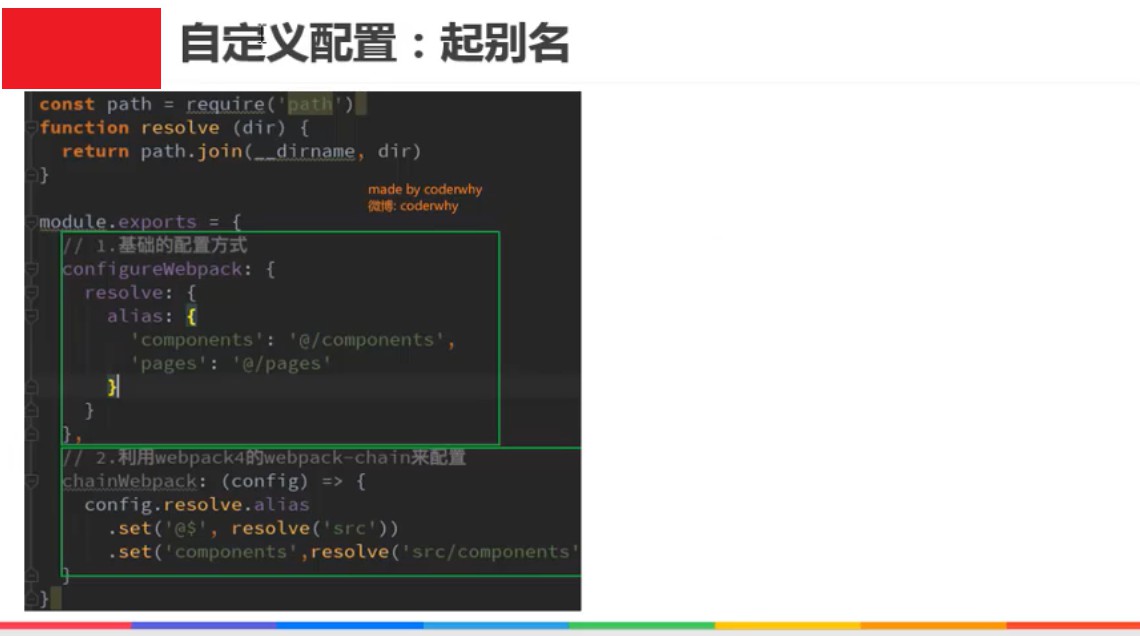 自定义配置：起别名
const path = require('path')
function resolve (dir) {
  return path.join(__dirname, dir)
}
made by coderwhy
微博: coderwhy
module.exports = {
  // 1.基础的配置方式
  configureWebpack: {
    resolve: {
      alias: {
        'components': '@/components',
        'pages': '@/pages'
      }
    }
  },
  // 2.利用webpack4的webpack-chain来配置
  chainWebpack: (config) => {
    config.resolve.alias
      .set('@$', resolve('src'))
      .set('components',resolve('src/components'
  }
}